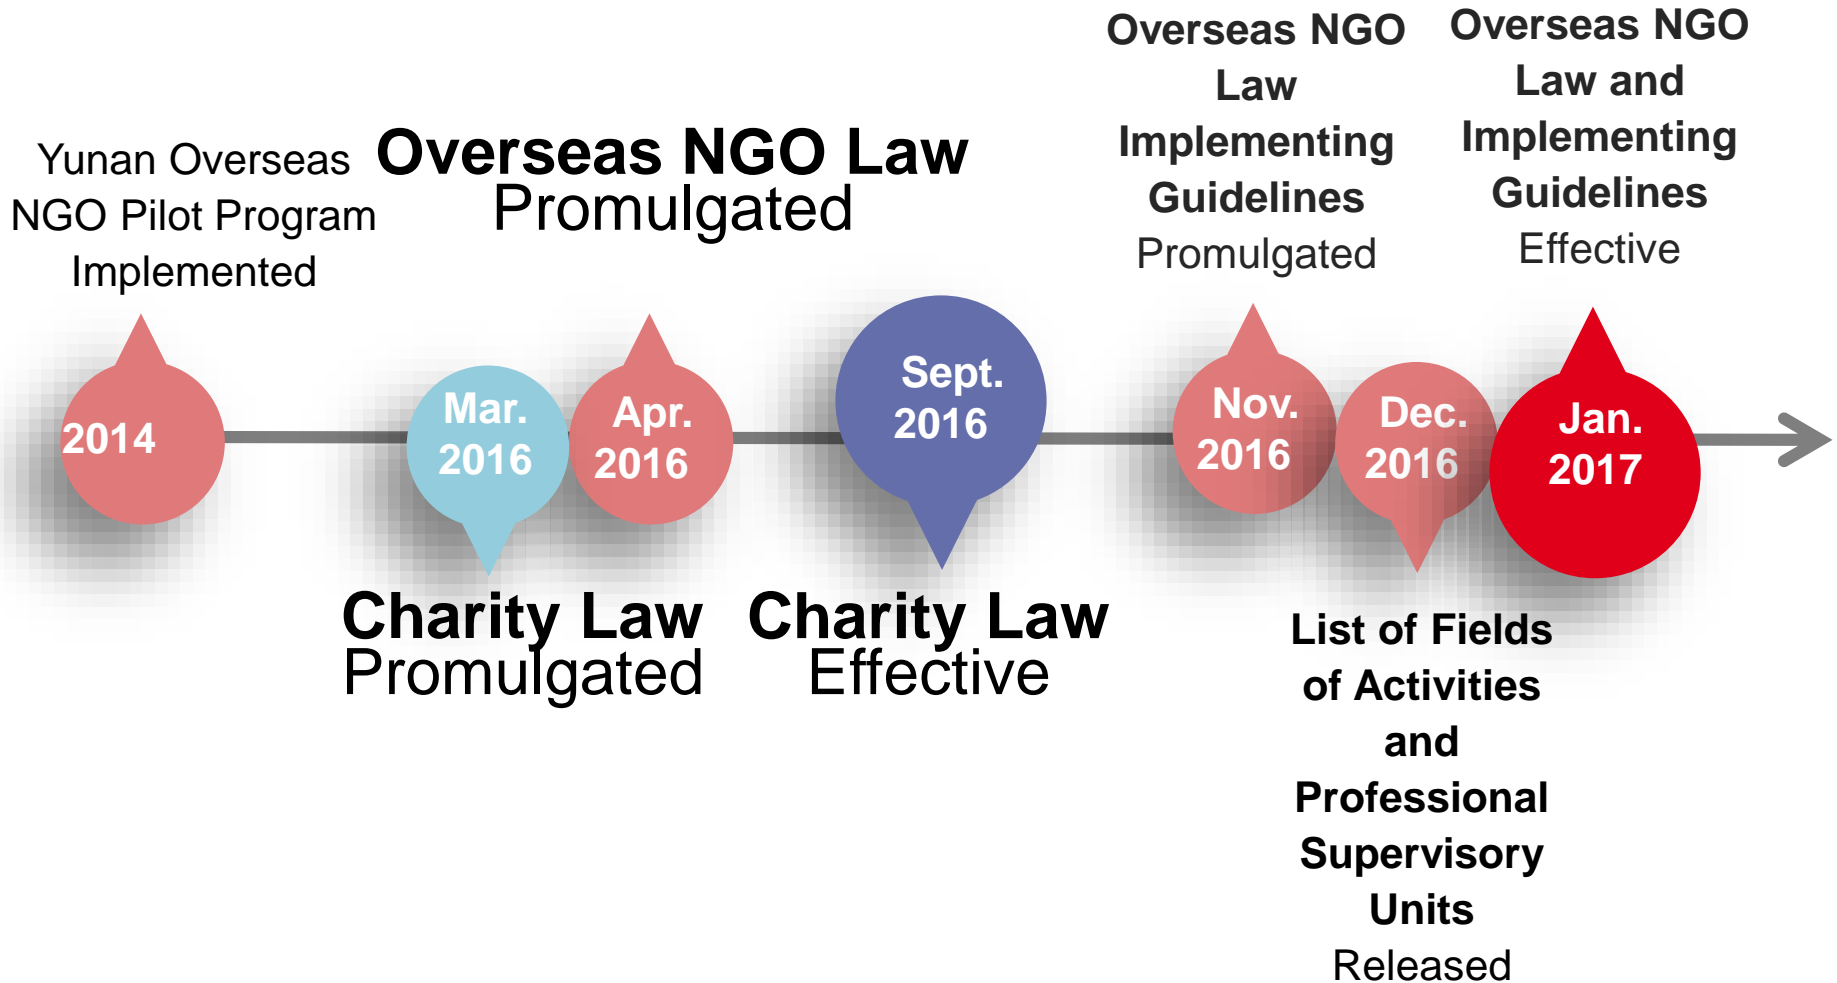 Yunan Overseas
NGO Pilot Program
Implemented
2014
Mar.
2016
Charity Law
Promulgated
Overseas NGO Law
Promulgated
Apr.
2016
Sept.
2016
Charity Law
Effective
Overseas NGO
Law
Implementing
Guidelines
Promulgated
Nov.
2016
Dec.
2016
List of Fields
of Activities
and
Professional
Supervisory
Units
Released
Overseas NGO
Law and
Implementing
Guidelines
Effective
Jan.
2017